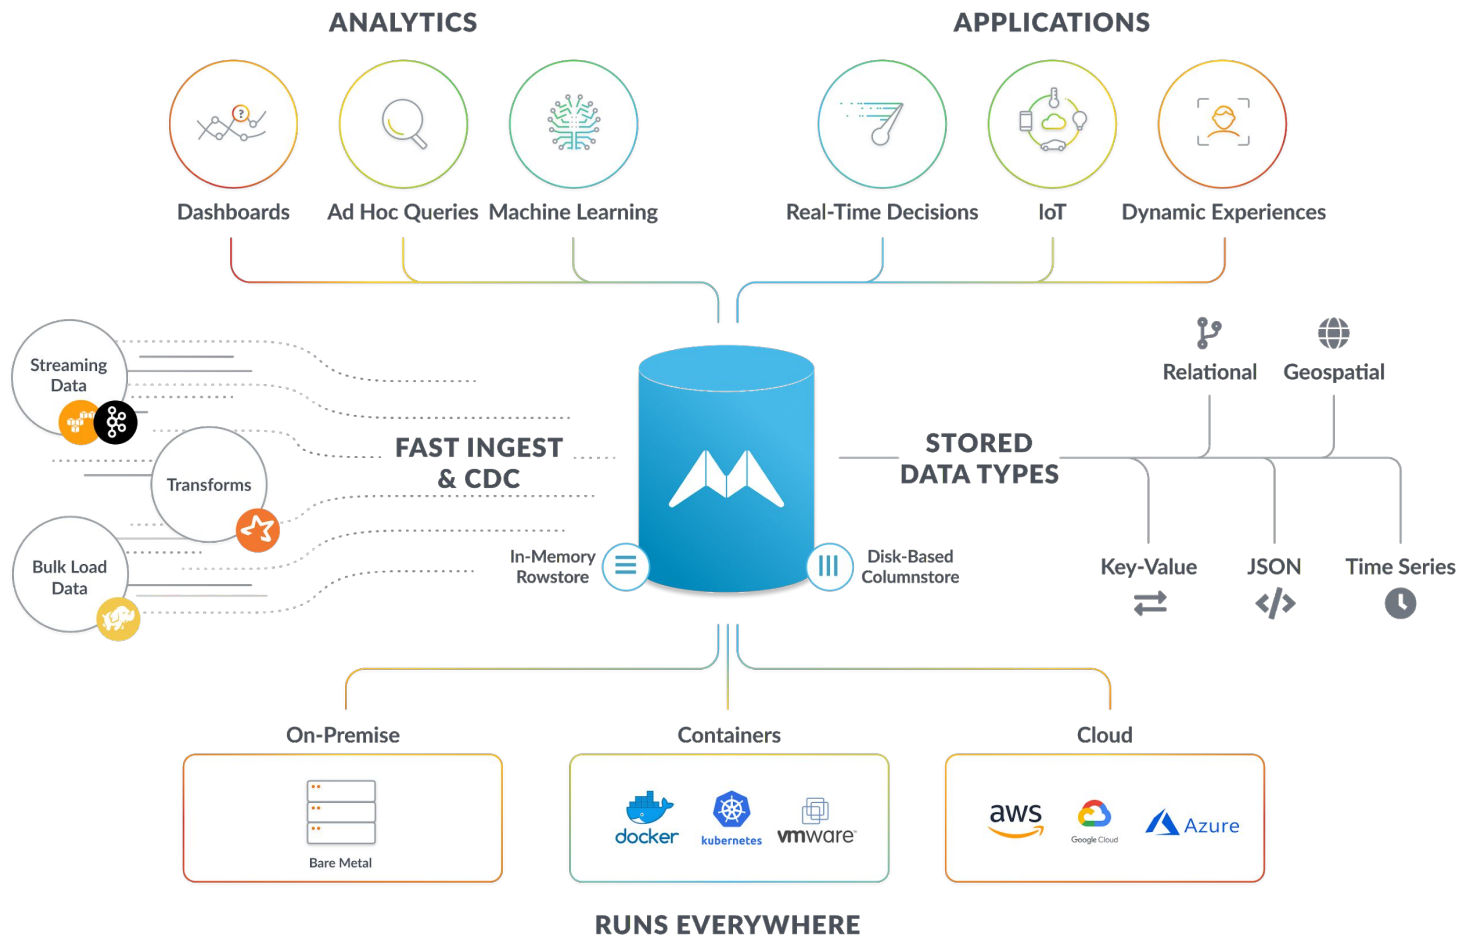 ANALYTICS
APPLICATIONS
?
Dashboards
Ad Hoc Queries
Machine Learning
Real-Time Decisions
IoT
Dynamic Experiences
Streaming
Data
Transforms
Bulk Load
Data
FAST INGEST
& CDC
In-Memory
Rowstore
Disk-Based
Columnstore
STORED
DATA TYPES
Relational
Geospatial
Key-Value
JSON
Time Series
On-Premise
Bare Metal
Containers
docker
kubernetes
vmware
Cloud
aws
Google Cloud
Azure
RUNS EVERYWHERE